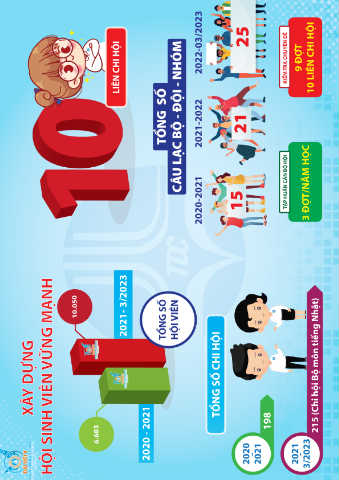 XÂY DỰNG
HỘI SINH VIÊN VỮNG MẠNH
10
LIÊN CHI HỘI
10.050
6.683
2020 - 2021
2021 - 3/2023
TỔNG SỐ
HỘI VIÊN
TỔNG SỐ
CÂU LẠC BỘ - ĐỘI - NHÓM
2020-2021
2021-2022
2022-03/2023
15
21
25
TỔNG SỐ CHI HỘI
2020
2021
198
2021
3/2023
215 (Chi hội Bộ môn tiếng Nhật)
TẬP HUẤN CÁN BỘ HỘI
3 ĐỢT/NĂM HỌC
KIỂM TRA CHUYÊN ĐỀ
9 ĐỢT
10 LIÊN CHI HỘI